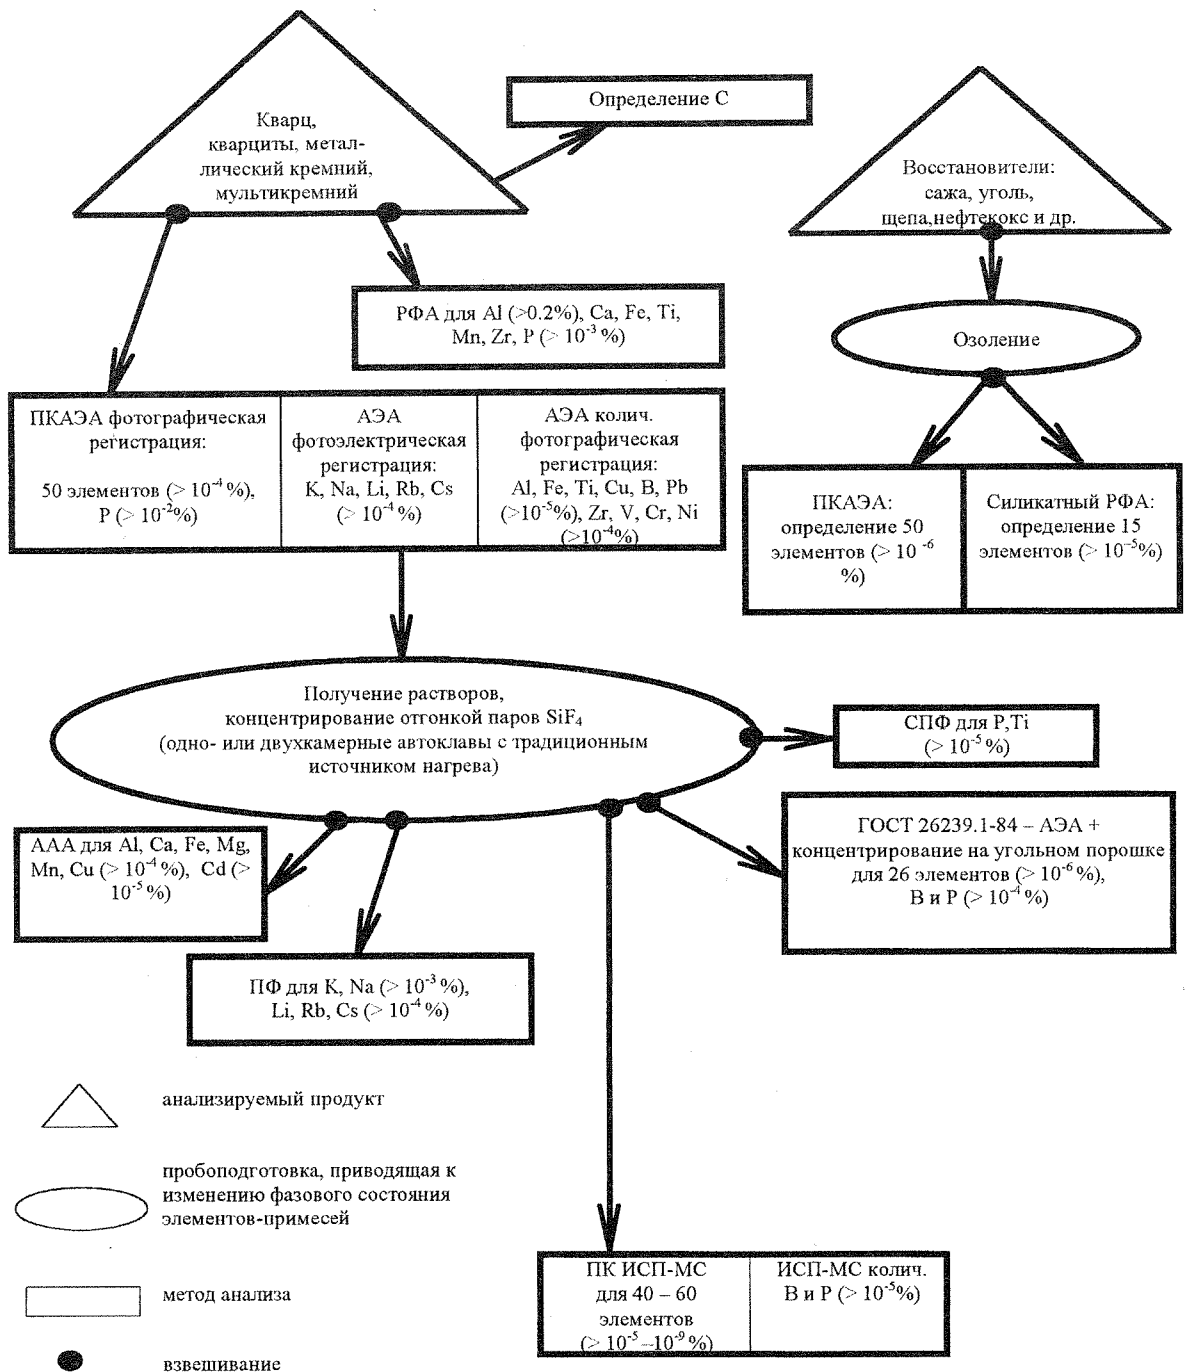 Кварц,
кварциты, метал-
лический кремний,
мультикремний
Определение С
Восстановители:
сажа, уголь,
щепа,нефтекокс и др.
РФА для Al (>0.2%), Ca, Fe, Ti,
Mn, Zr, P (> 10⁻³ %)
Озоление
ПКАЭА фотографическая
регистрация:
50 элементов (> 10⁻⁴ %),
P (> 10⁻²%)
АЭА
фотоэлектрическая
регистрация:
K, Na, Li, Rb, Cs
(> 10⁻⁴ %)
АЭА колич.
фотографическая
регистрация:
Al, Fe, Ti, Cu, B, Pb
(>10⁻⁵%), Zr, V, Cr, Ni
(>10⁻⁴%)
ПКАЭА:
определение 50
элементов (> 10 ⁻⁶
%)
Силикатный РФА:
определение 15
элементов (> 10⁻⁵%)
Получение растворов,
концентрирование отгонкой паров SiF₄
(одно- или двухкамерные автоклавы с традиционным
источником нагрева)
СПФ для P,Ti
(> 10⁻⁵ %)
ААА для Al, Ca, Fe, Mg,
Mn, Cu (> 10⁻⁴ %), Cd (>
10⁻⁵ %)
ГОСТ 26239.1-84 – АЭА +
концентрирование на угольном порошке
для 26 элементов (> 10⁻⁶ %),
В и Р (> 10⁻⁴ %)
ПФ для K, Na (> 10⁻³ %),
Li, Rb, Cs (> 10⁻⁴ %)
ПК ИСП-МС
для 40 – 60
элементов
(> 10⁻⁵ –10⁻⁹ %)
ИСП-МС колич.
В и Р (> 10⁻⁵%)
анализируемый продукт
пробоподготовка, приводящая к
изменению фазового состояния
элементов-примесей
метод анализа
взвешивание